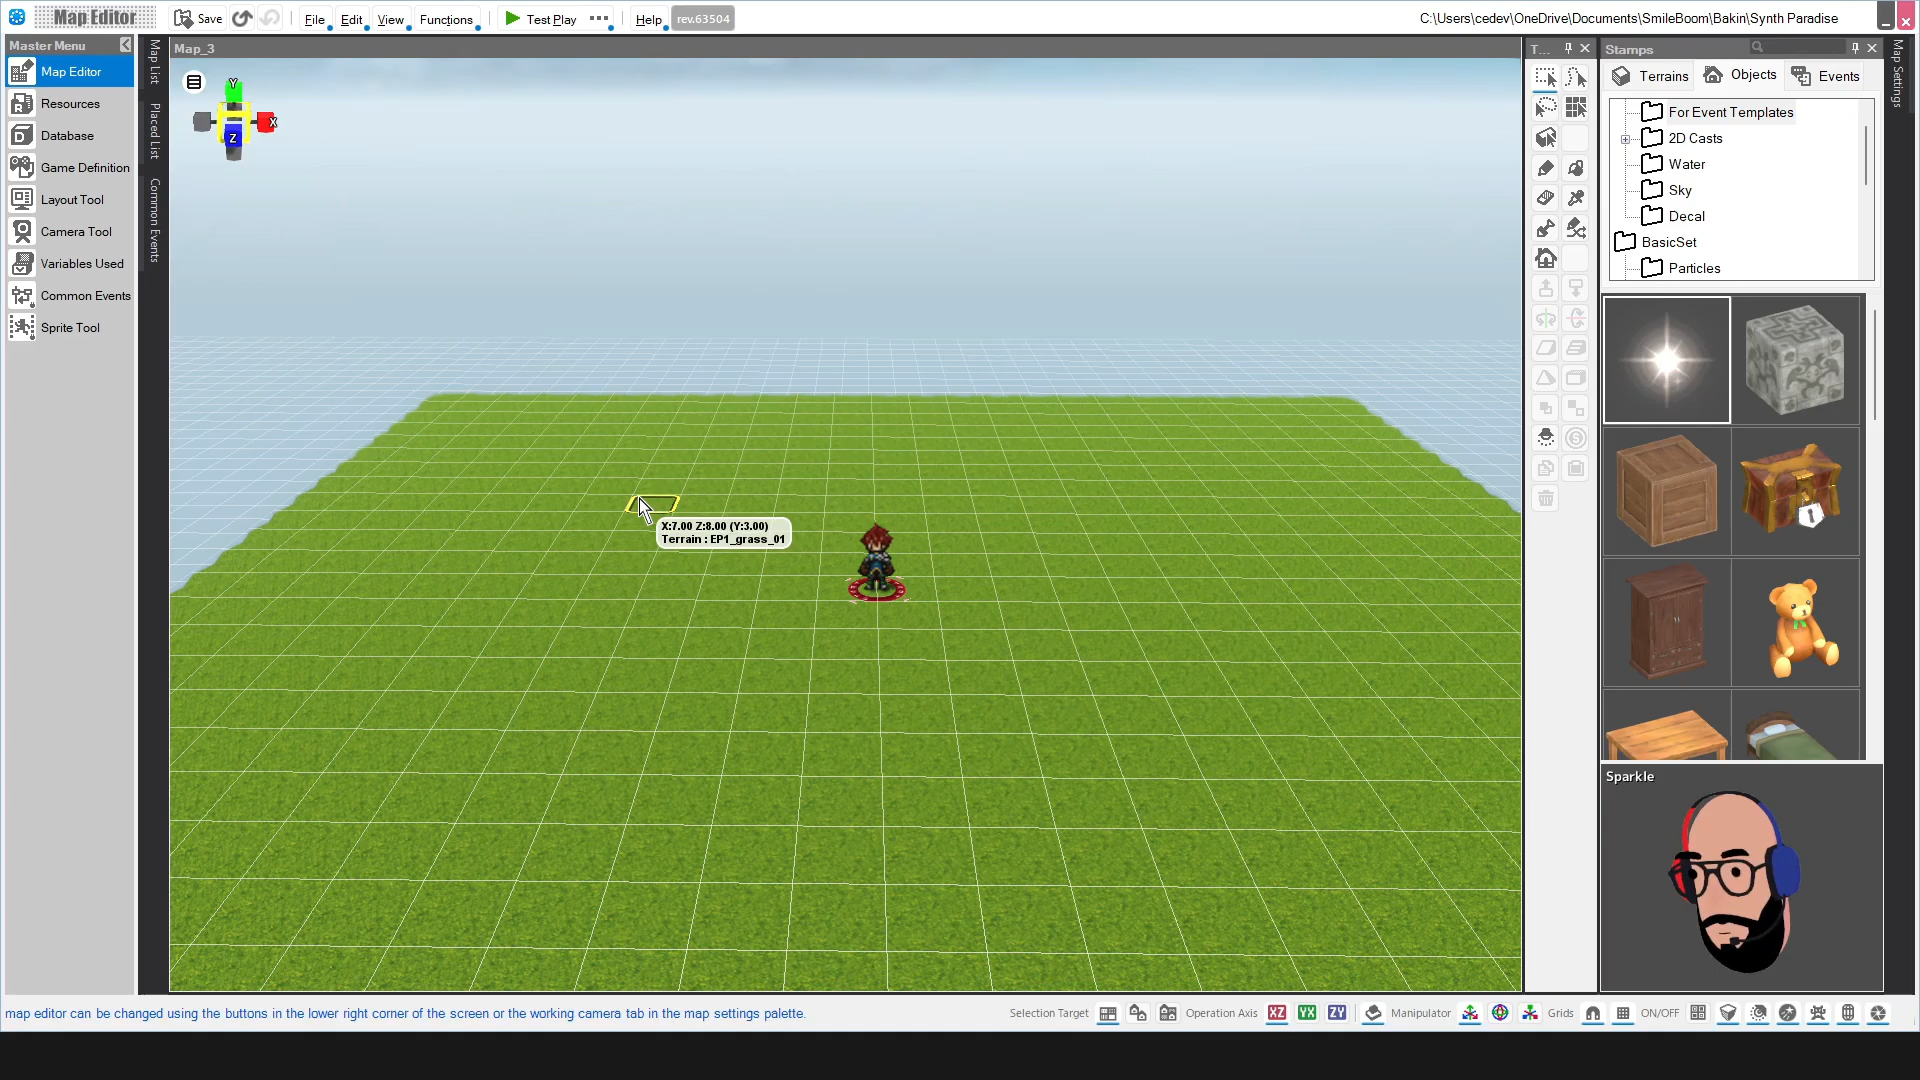 Map Editor
Save
File
Edit
View
Functions
Test Play
Help
rev.63504
C:\Users\cedev\OneDrive\Documents\SmileBoom\Bakin\Synth Paradise
Master Menu
Map Editor
Resources
Database
Game Definition
Layout Tool
Camera Tool
Variables Used
Common Events
Sprite Tool
Map List
Placed List
Common Events
Map_3
Y
X
Z
X:7.00 Z:8.00 (Y:3.00)
Terrain : EP1_grass_01
T...
Stamps
Terrains
Objects
Events
For Event Templates
2D Casts
Water
Sky
Decal
BasicSet
Particles
Sparkle
Map Settings
map editor can be changed using the buttons in the lower right corner of the screen or the working camera tab in the map settings palette.
Selection Target
Operation Axis
XZ
YX
ZY
Manipulator
Grids
ON/OFF